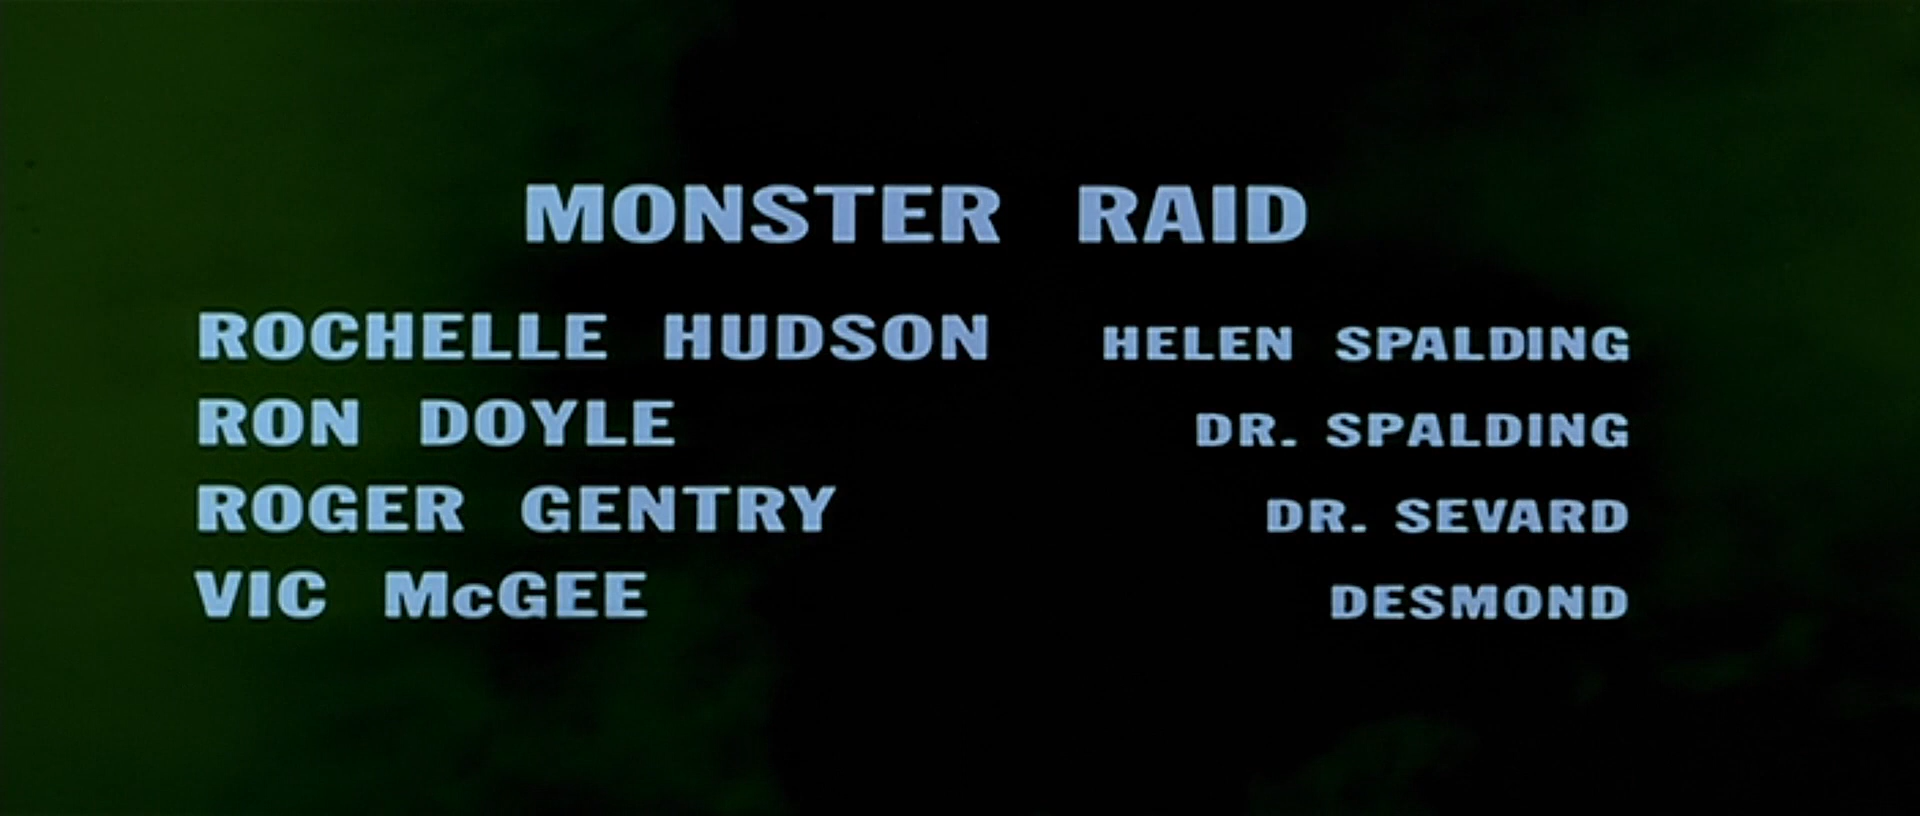 MONSTER RAID
ROCHELLE HUDSON HELEN SPALDING
RON DOYLE DR. SPALDING
ROGER GENTRY DR. SEVARD
VIC McGEE DESMOND